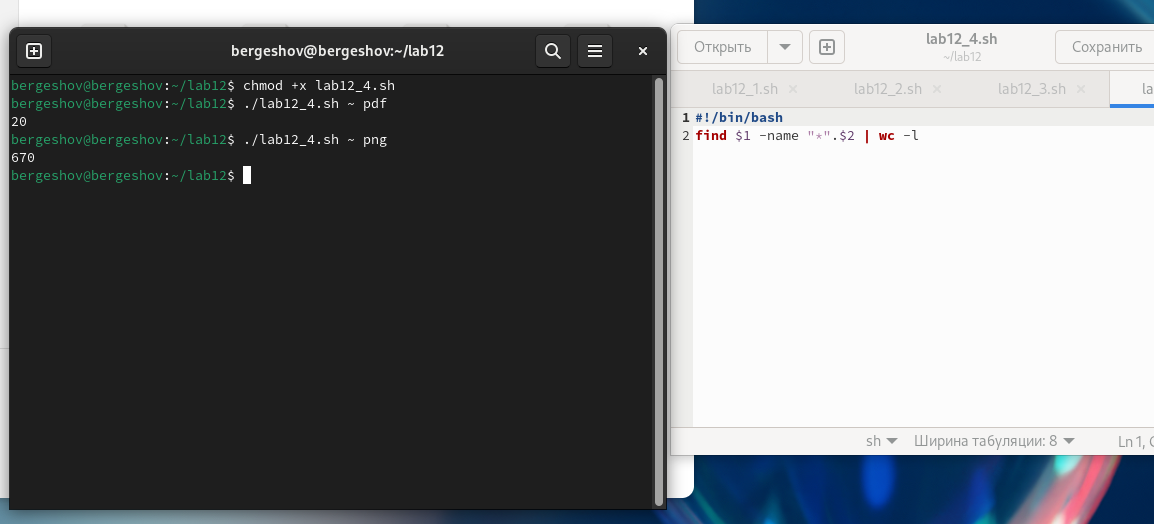 bergeshov@bergeshov:~/lab12
bergeshov@bergeshov:~/lab12$ chmod +x lab12_4.sh
bergeshov@bergeshov:~/lab12$ ./lab12_4.sh ~ pdf
20
bergeshov@bergeshov:~/lab12$ ./lab12_4.sh ~ png
670
bergeshov@bergeshov:~/lab12$
Открыть
lab12_4.sh
~/lab12
Сохранить
lab12_1.sh
lab12_2.sh
lab12_3.sh
la
1 #!/bin/bash
2 find $1 -name "*".$2 | wc -l
sh
Ширина табуляции: 8
Ln 1,